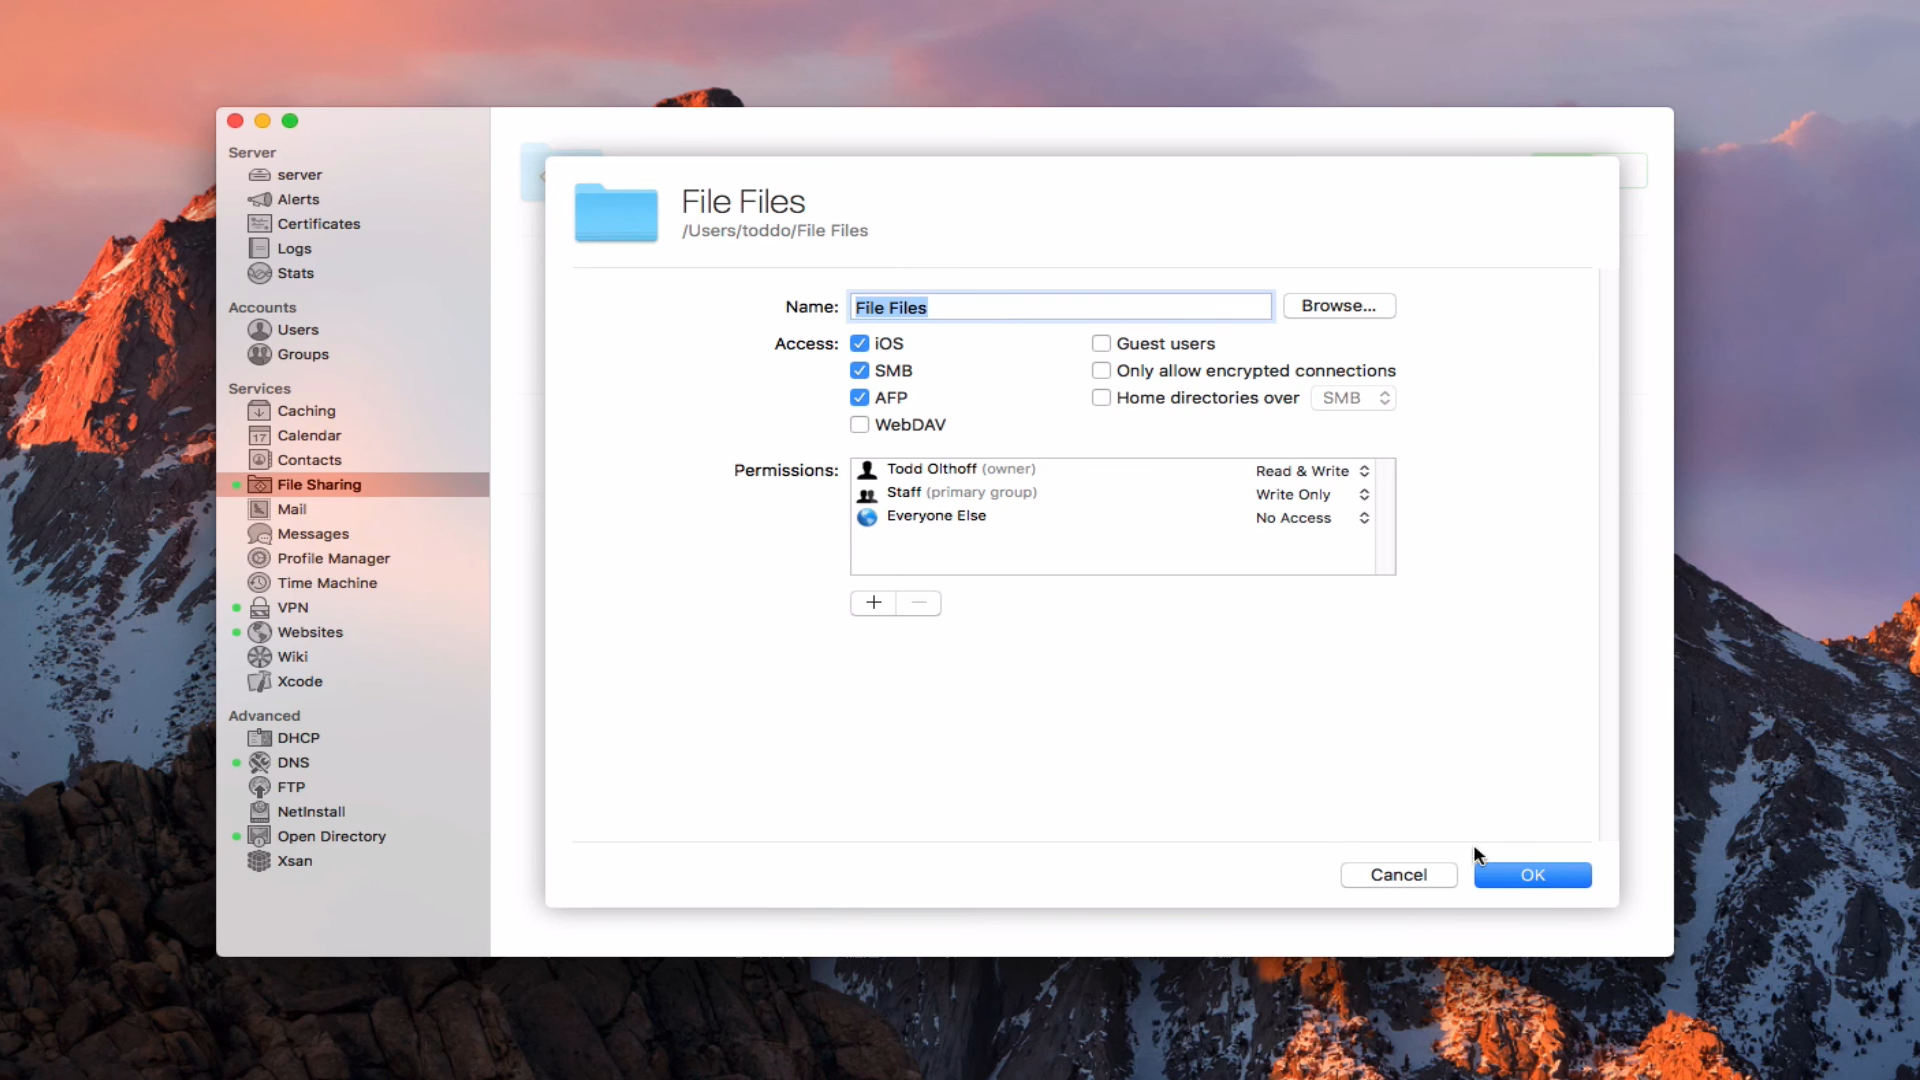 Server
server
Alerts
Certificates
Logs
Stats
Accounts
Users
Groups
Services
Caching
17
Calendar
Contacts
File Sharing
Mail
Messages
Profile Manager
Time Machine
VPN
Websites
Wiki
Xcode
Advanced
DHCP
DNS
FTP
NetInstall
Open Directory
Xsan
File Files
/Users/toddo/File Files
Name: File Files Browse...
Access: iOS Guest users
SMB Only allow encrypted connections
AFP Home directories over SMB
WebDAV
Permissions: Todd Olthoff (owner) Read & Write
Staff (primary group) Write Only
Everyone Else No Access
+ −
Cancel OK